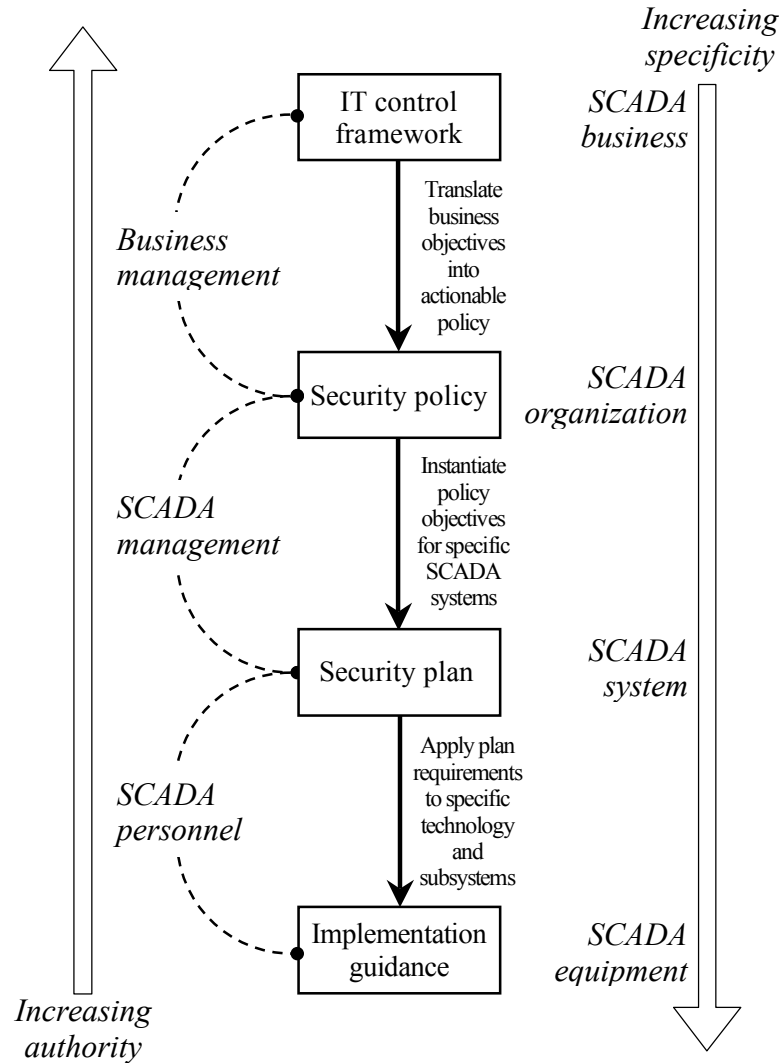 Increasing
specificity
IT control
framework
SCADA
business
Translate
business
objectives
into
actionable
policy
Business
management
Security policy
SCADA
organization
Instantiate
policy
objectives
for specific
SCADA
systems
SCADA
management
Security plan
SCADA
system
Apply plan
requirements
to specific
technology
and
subsystems
SCADA
personnel
Implementation
guidance
SCADA
equipment
Increasing
authority